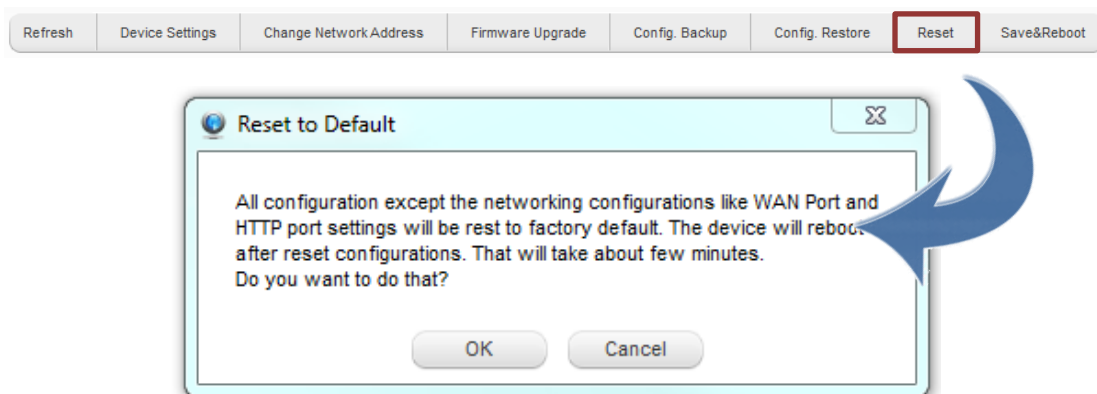 Refresh Device Settings Change Network Address Firmware Upgrade Config. Backup Config. Restore Reset Save&Reboot
Reset to Default
All configuration except the networking configurations like WAN Port and
HTTP port settings will be rest to factory default. The device will reboot
after reset configurations. That will take about few minutes.
Do you want to do that?
OK Cancel